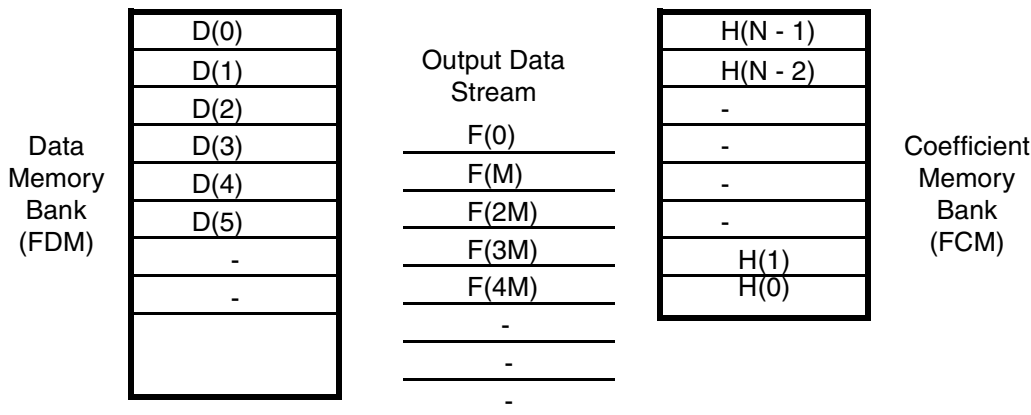 Data
Memory
Bank
(FDM)
D(0)
D(1)
D(2)
D(3)
D(4)
D(5)
-
-
Output Data
Stream
F(0)
F(M)
F(2M)
F(3M)
F(4M)
-
-
-
H(N - 1)
H(N - 2)
-
-
-
-
H(1)
H(0)
Coefficient
Memory
Bank
(FCM)